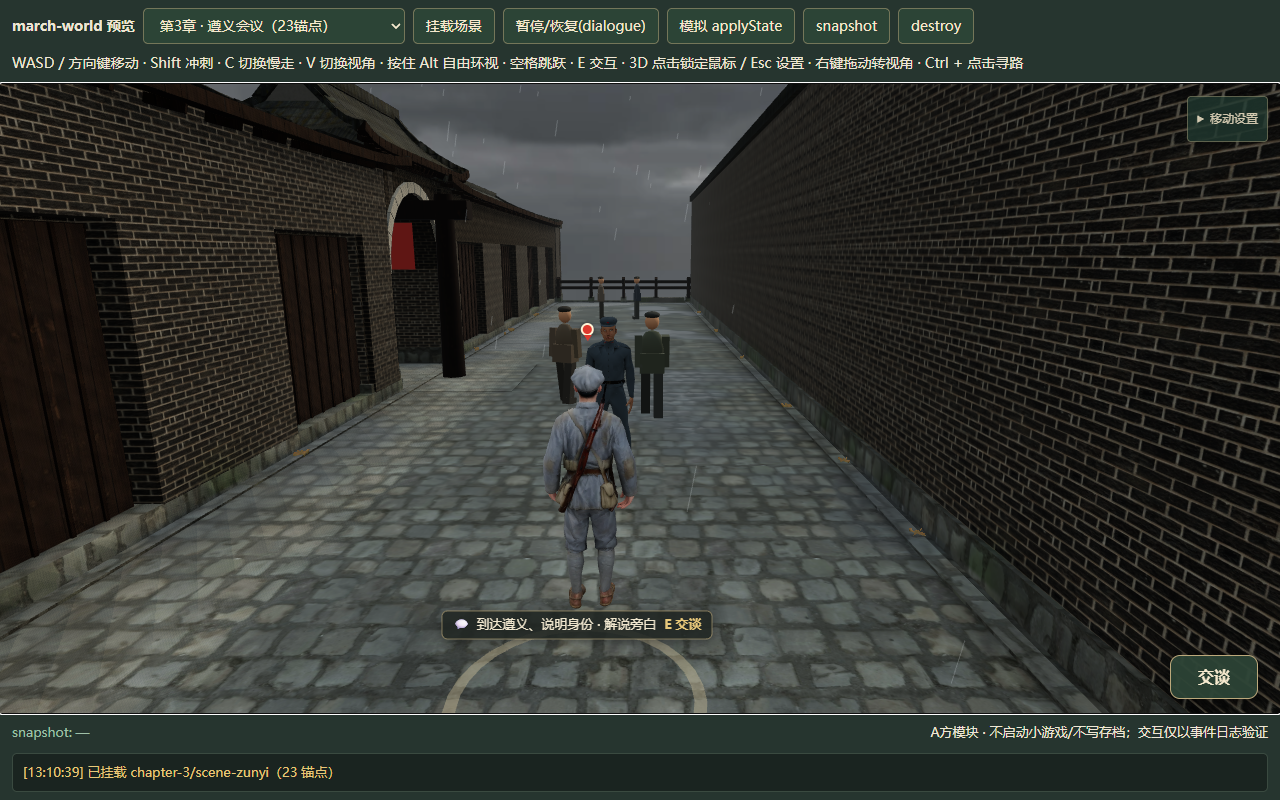 march-world 预览 第3章 · 遵义会议（23锚点） 挂载场景 暂停/恢复(dialogue) 模拟 applyState snapshot destroy
WASD / 方向键移动 · Shift 冲刺 · C 切换慢走 · V 切换视角 · 按住 Alt 自由环视 · 空格跳跃 · E 交互 · 3D 点击锁定鼠标 / Esc 设置 · 右键拖动转视角 · Ctrl + 点击寻路
▸ 移动设置
到达遵义、说明身份 · 解说旁白 E 交谈
交谈
snapshot: — A方模块 · 不启动小游戏/不写存档；交互仅以事件日志验证
[13:10:39] 已挂载 chapter-3/scene-zunyi（23 锚点）